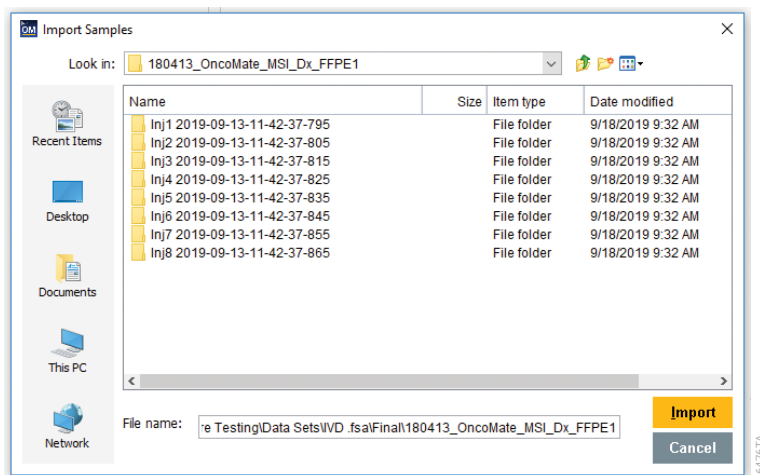 OM Import Samples
Look in: 180413_OncoMate_MSI_Dx_FFPE1
Name Size Item type Date modified
Inj1 2019-09-13-11-42-37-795 File folder 9/18/2019 9:32 AM
Inj2 2019-09-13-11-42-37-805 File folder 9/18/2019 9:32 AM
Inj3 2019-09-13-11-42-37-815 File folder 9/18/2019 9:32 AM
Inj4 2019-09-13-11-42-37-825 File folder 9/18/2019 9:32 AM
Inj5 2019-09-13-11-42-37-835 File folder 9/18/2019 9:32 AM
Inj6 2019-09-13-11-42-37-845 File folder 9/18/2019 9:32 AM
Inj7 2019-09-13-11-42-37-855 File folder 9/18/2019 9:32 AM
Inj8 2019-09-13-11-42-37-865 File folder 9/18/2019 9:32 AM
Recent Items
Desktop
Documents
This PC
Network
File name: re Testing\Data Sets\IVD .fsa\Final\180413_OncoMate_MSI_Dx_FFPE1
Import
Cancel